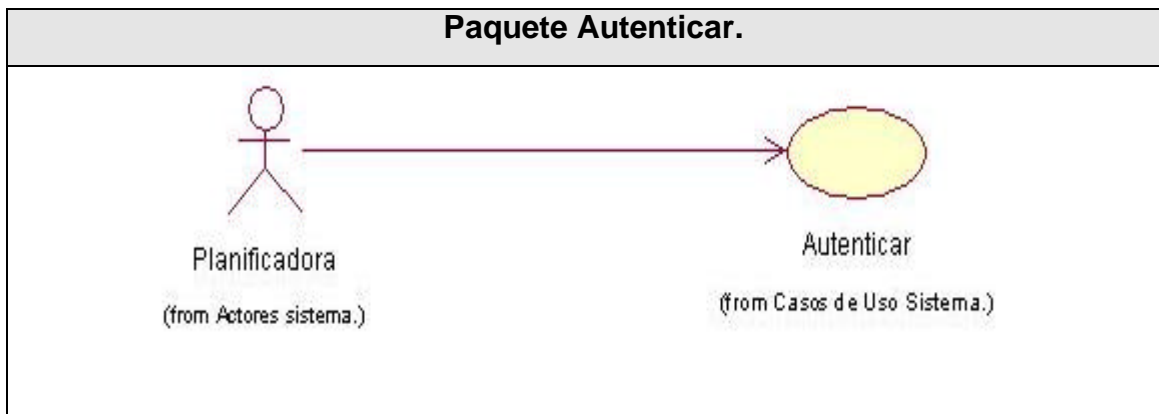 Paquete Autenticar.
Planificadora
(from Actores sistema.)
Autenticar
(from Casos de Uso Sistema.)